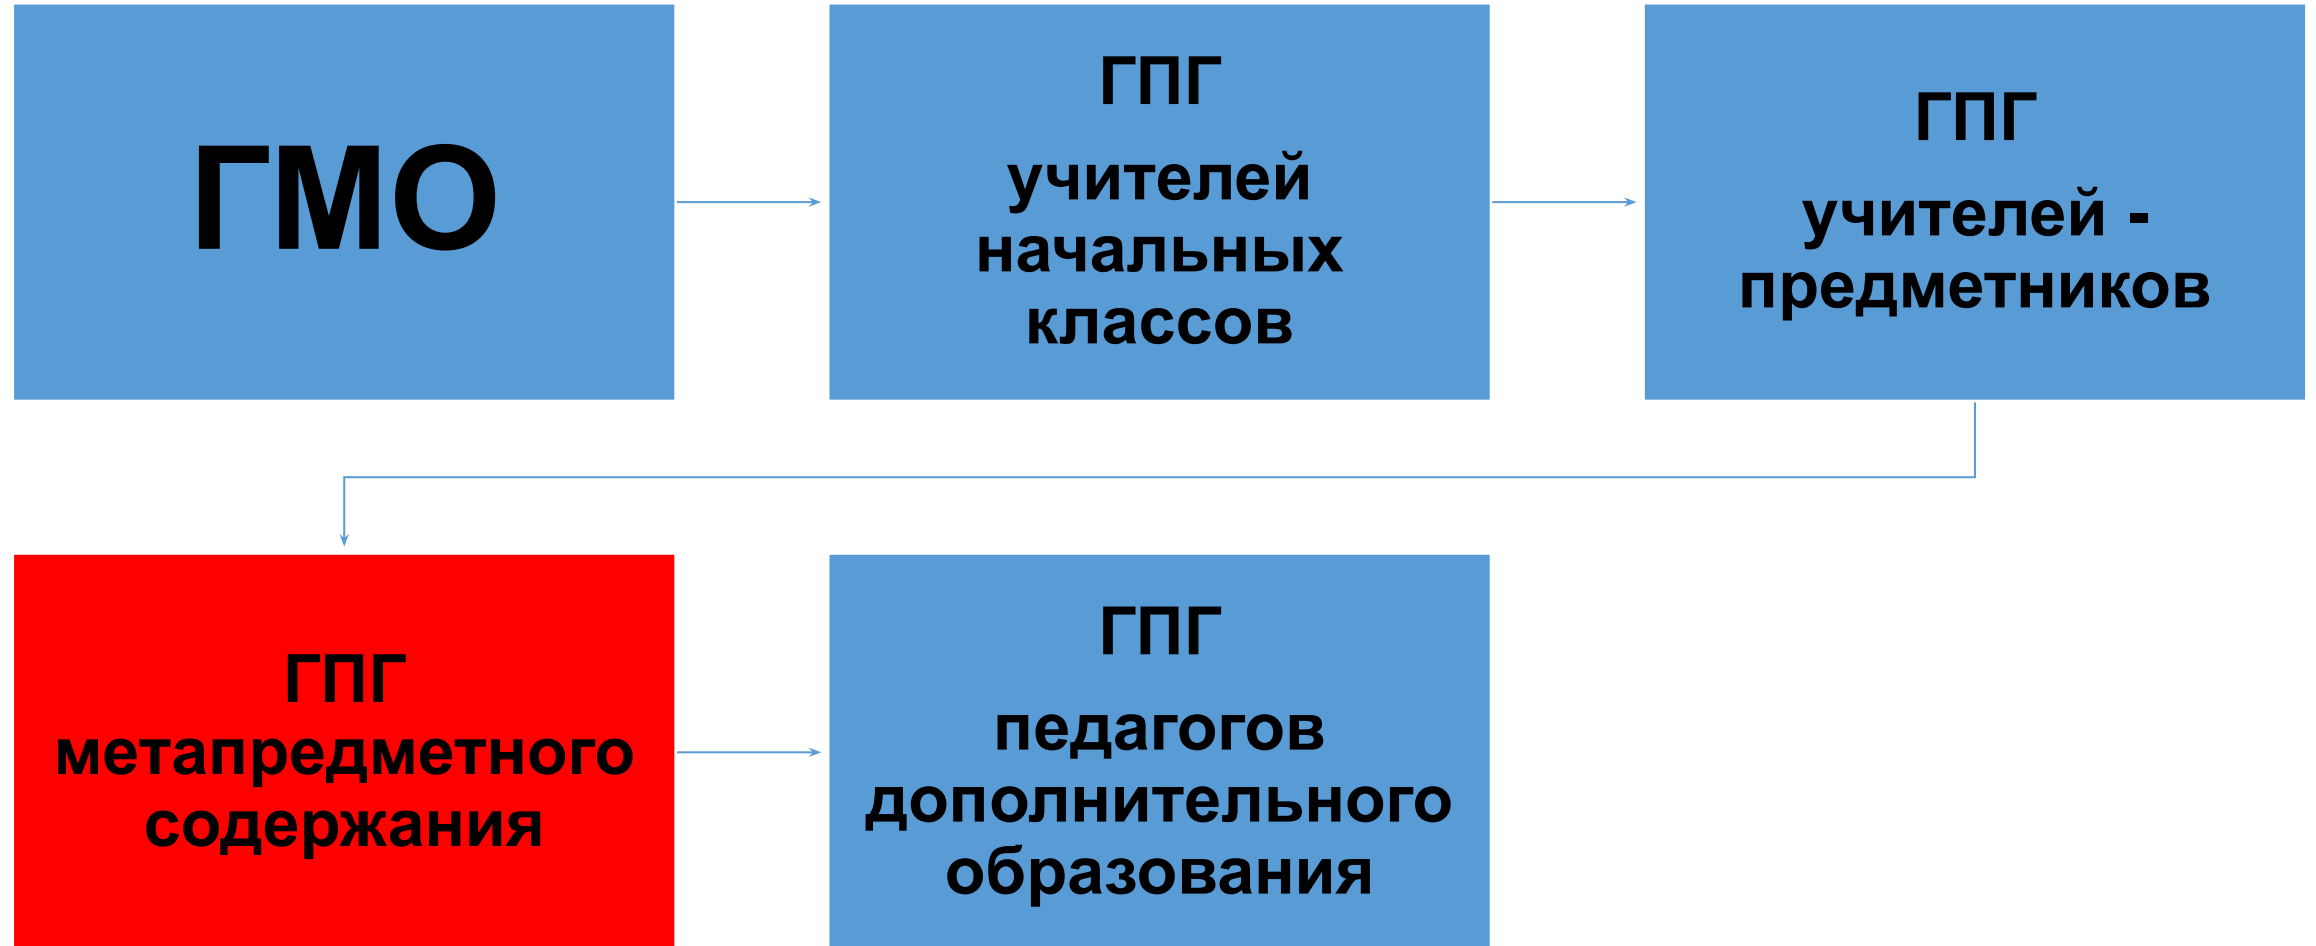 ГМО
ГПГ
учителей
начальных
классов
ГПГ
учителей -
предметников
ГПГ
метапредметного
содержания
ГПГ
педагогов
дополнительного
образования